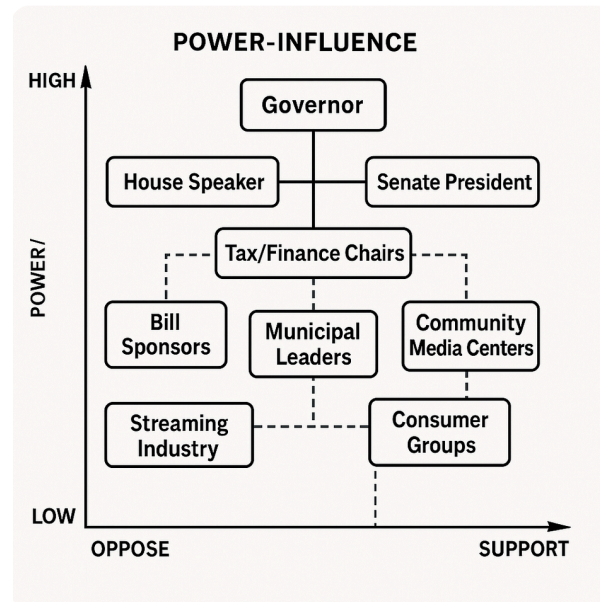 POWER-INFLUENCE
HIGH
Governor
House Speaker
Senate President
POWER/
Tax/Finance Chairs
Bill
Sponsors
Municipal
Leaders
Community
Media Centers
Streaming
Industry
Consumer
Groups
LOW
OPPOSE
SUPPORT